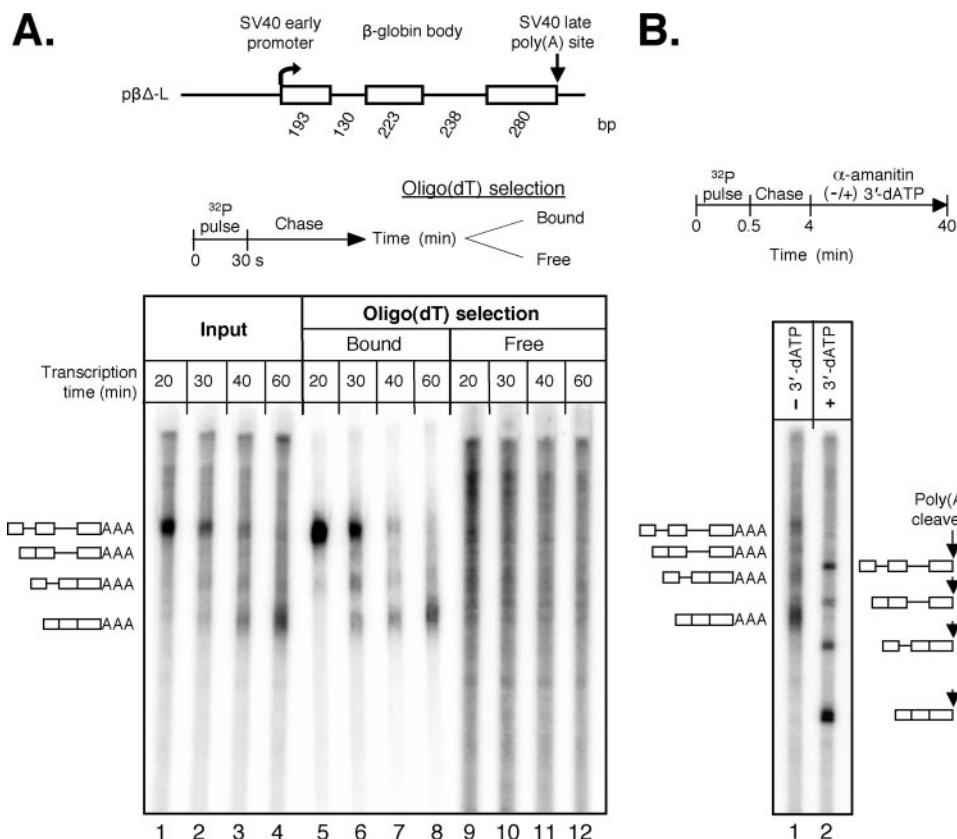 A.
SV40 early
promoter
β-globin body
SV40 late
poly(A) site
pβΔ-L
193 130 223 238 280 bp
Oligo(dT) selection
32P
pulse
Chase
Time (min)
Bound
Free
0 30 s
Input
Oligo(dT) selection
Bound Free
Transcription
time (min)
20 30 40 60 20 30 40 60 20 30 40 60
AAA
AAA
AAA
AAA
1 2 3 4 5 6 7 8 9 10 11 12
B.
32P
pulse
Chase
α-amanitin
(-/+) 3′-dATP
0 0.5 4 40
Time (min)
- 3′-dATP
+ 3′-dATP
AAA
AAA
AAA
AAA
Poly(A
cleave
1 2